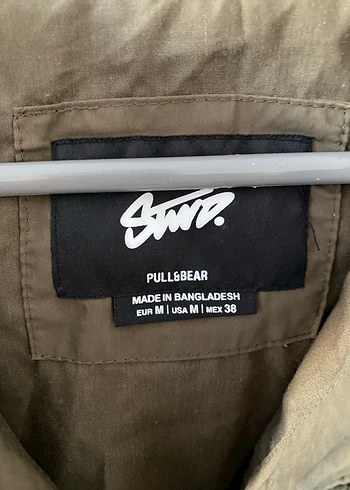 STWD.
PULL&BEAR
MADE IN BANGLADESH
EUR M | USA M | MEX 38